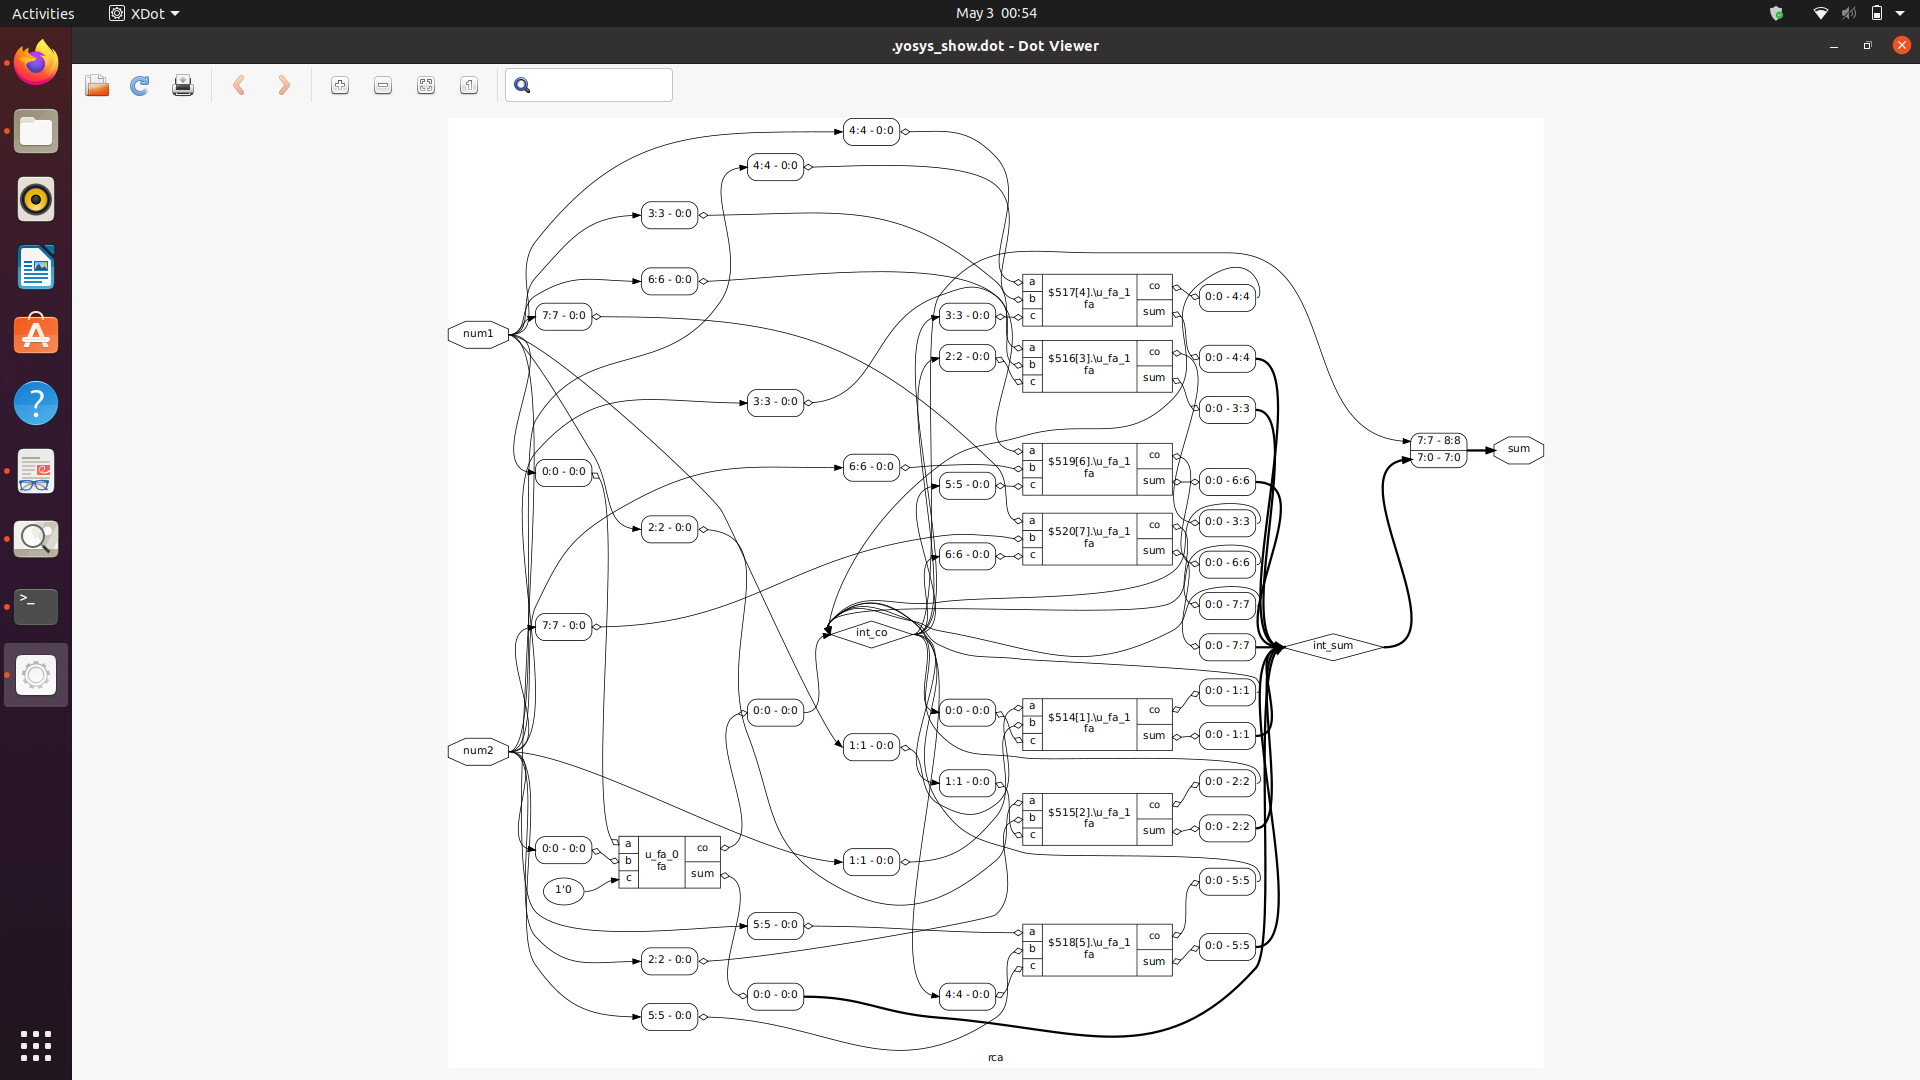 Activities
XDot
May 3 00:54
.yosys_show.dot - Dot Viewer
4:4 - 0:0
4:4 - 0:0
3:3 - 0:0
6:6 - 0:0
7:7 - 0:0
num1
3:3 - 0:0
a
b
c
$517[4].\u_fa_1
fa
co
sum
0:0 - 4:4
2:2 - 0:0
a
b
c
$516[3].\u_fa_1
fa
co
sum
0:0 - 4:4
3:3 - 0:0
0:0 - 3:3
7:7 - 8:8
7:0 - 7:0
sum
0:0 - 0:0
6:6 - 0:0
5:5 - 0:0
a
b
c
$519[6].\u_fa_1
fa
co
sum
0:0 - 6:6
2:2 - 0:0
6:6 - 0:0
a
b
c
$520[7].\u_fa_1
fa
co
sum
0:0 - 3:3
0:0 - 6:6
0:0 - 7:7
7:7 - 0:0
int_co
0:0 - 7:7
int_sum
0:0 - 0:0
0:0 - 0:0
a
b
c
$514[1].\u_fa_1
fa
co
sum
0:0 - 1:1
0:0 - 1:1
num2
1:1 - 0:0
1:1 - 0:0
a
b
c
$515[2].\u_fa_1
fa
co
sum
0:0 - 2:2
0:0 - 2:2
0:0 - 0:0
1'0
a
b
c
u_fa_0
fa
co
sum
1:1 - 0:0
0:0 - 5:5
5:5 - 0:0
2:2 - 0:0
a
b
c
$518[5].\u_fa_1
fa
co
sum
0:0 - 5:5
0:0 - 0:0
4:4 - 0:0
5:5 - 0:0
rca